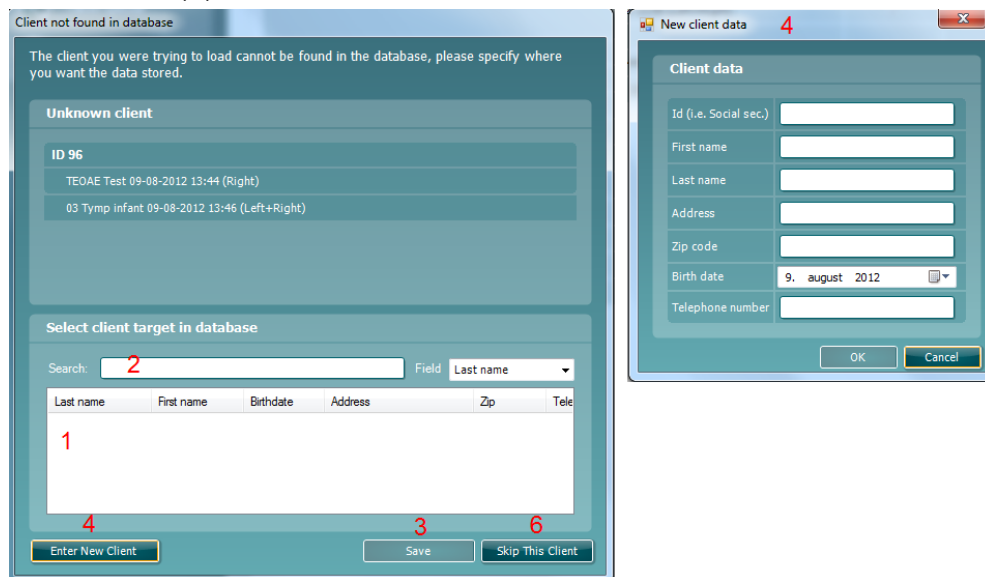 Client not found in database
The client you were trying to load cannot be found in the database, please specify where
you want the data stored.
Unknown client
ID 96
TEOAE Test 09-08-2012 13:44 (Right)
03 Tymp infant 09-08-2012 13:46 (Left+Right)
Select client target in database
Search: 2 Field Last name
Last name First name Birthdate Address Zip Tele
1
4 3 6
Enter New Client Save Skip This Client
New client data 4
Client data
Id (i.e. Social sec.)
First name
Last name
Address
Zip code
Birth date 9. august 2012
Telephone number
OK Cancel